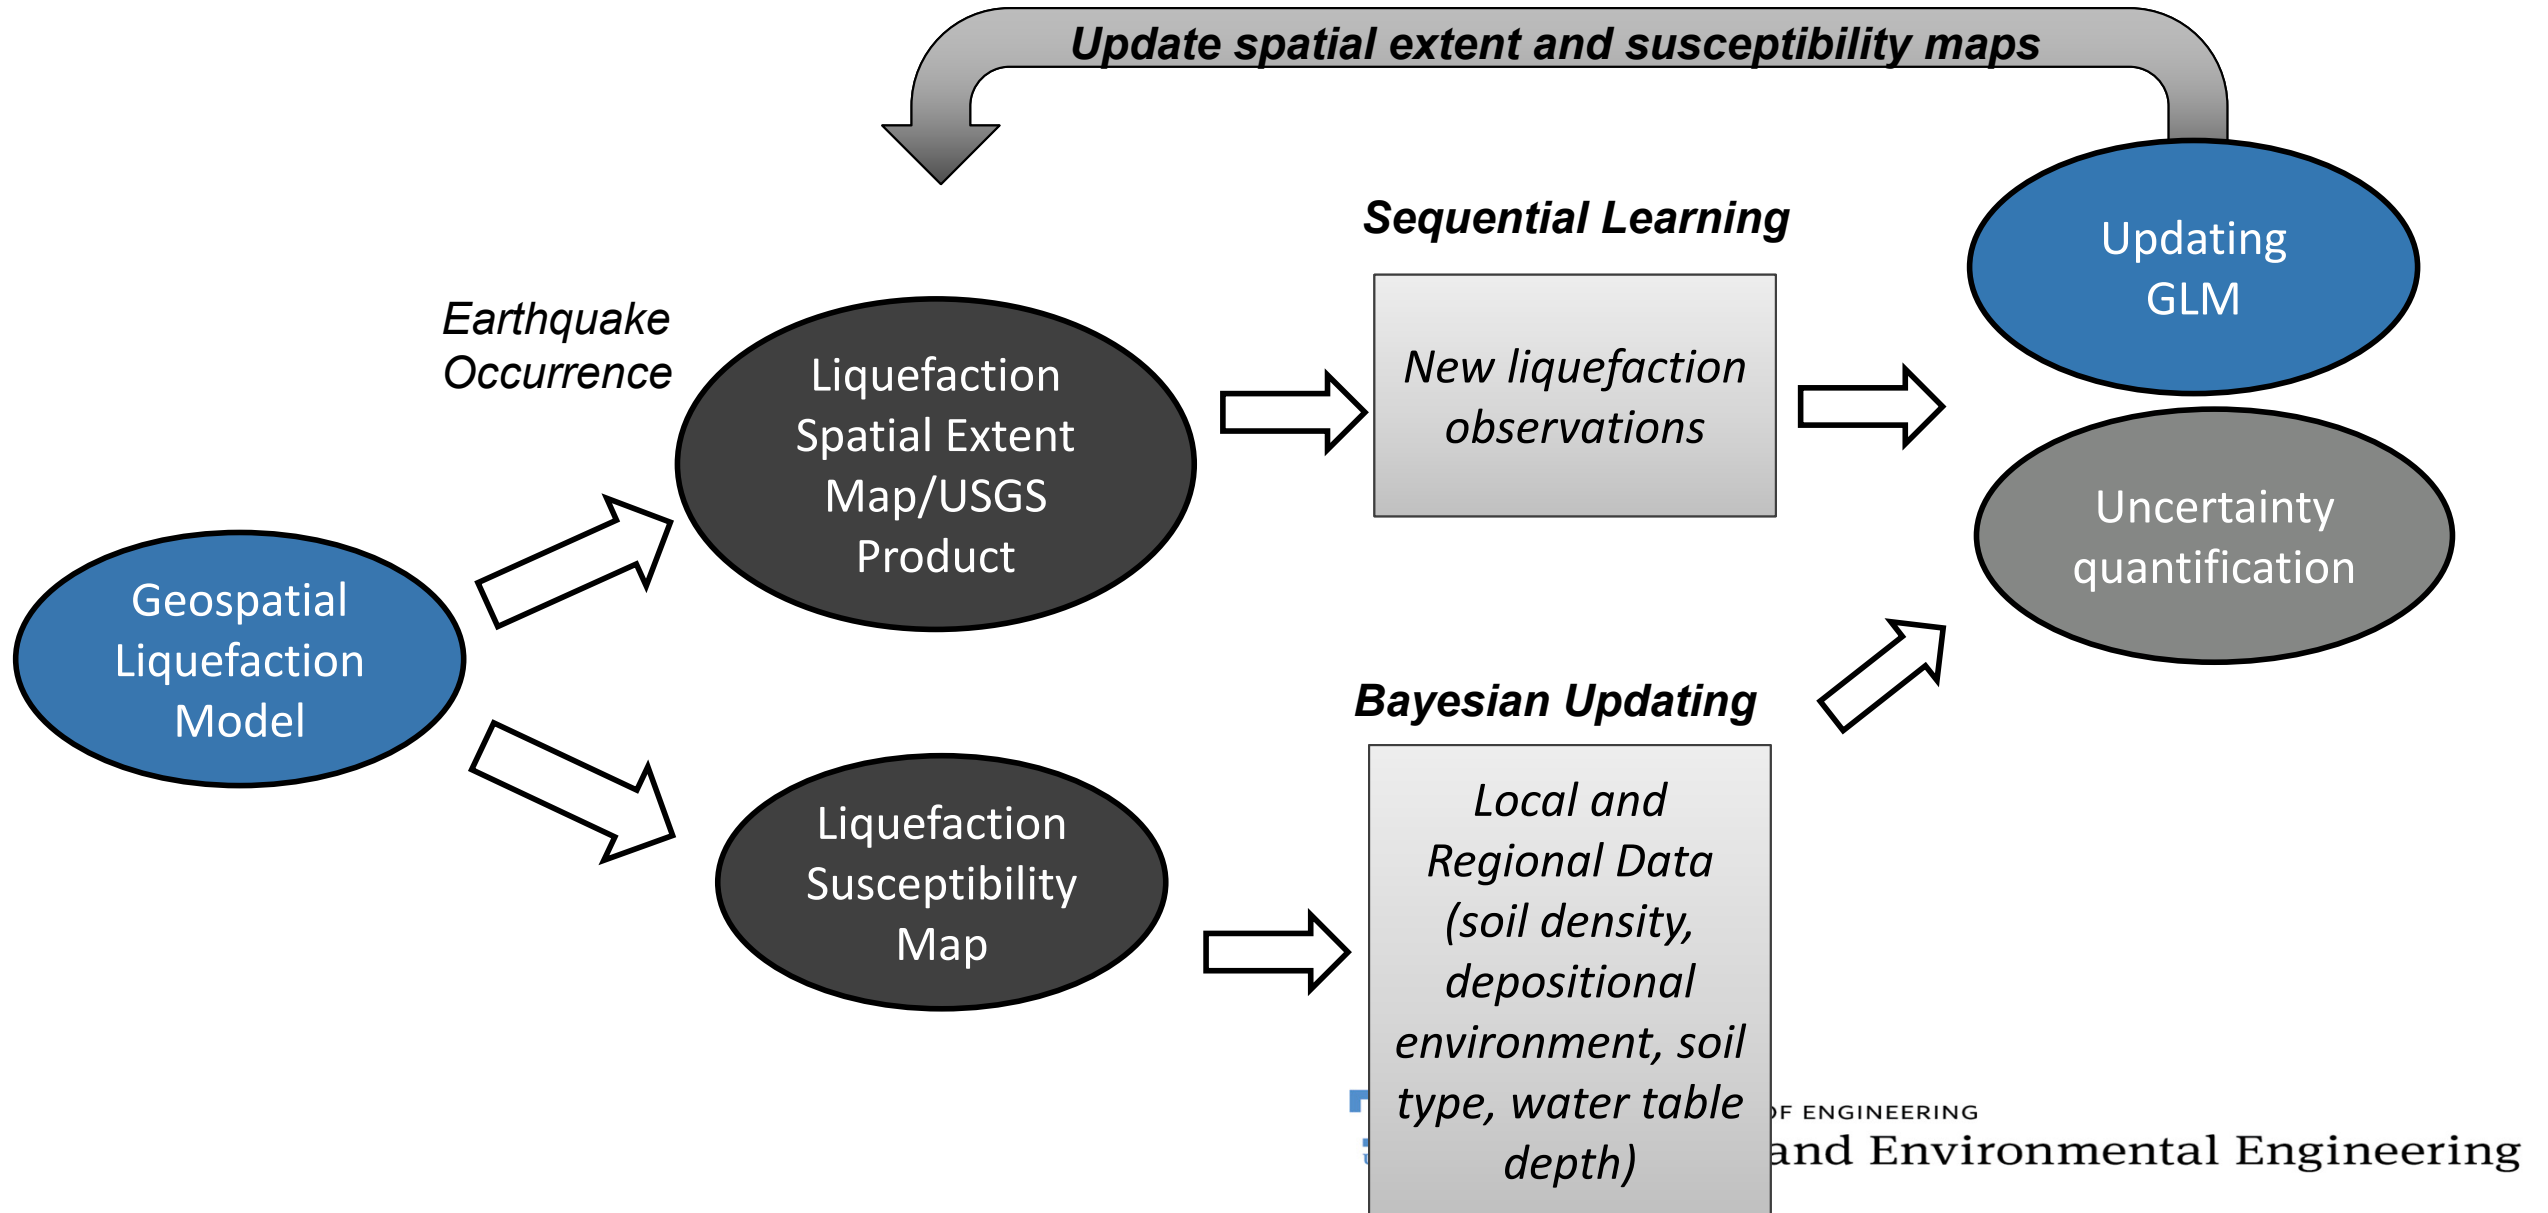 Update spatial extent and susceptibility maps
Sequential Learning
Updating
GLM
Earthquake
Occurrence
Liquefaction
Spatial Extent
Map/USGS
Product
New liquefaction
observations
Uncertainty
quantification
Geospatial
Liquefaction
Model
Bayesian Updating
Liquefaction
Susceptibility
Map
Local and
Regional Data
(soil density,
depositional
environment, soil
type, water table
depth)
OF ENGINEERING
and Environmental Engineering